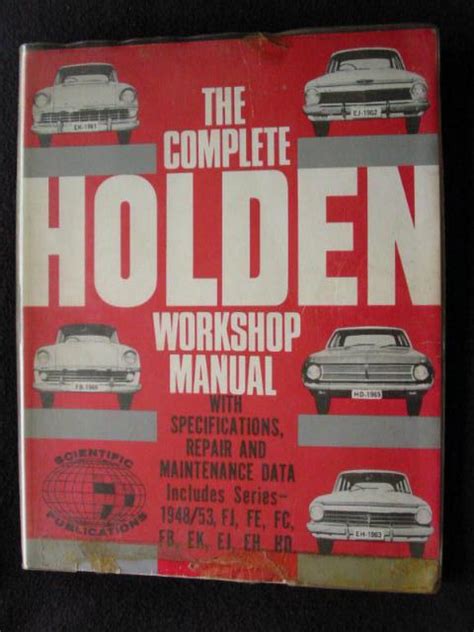 THE
COMPLETE
HOLDEN
WORKSHOP
MANUAL
WITH
SPECIFICATIONS,
REPAIR AND
MAINTENANCE DATA
Includes Series-
1948/53, FJ, FE, FC,
FB, EK, EJ, EH, HD
EK-1961
EJ-1962
FB-1960
HD-1965
EH-1963
SCIENTIFIC
PUBLICATIONS